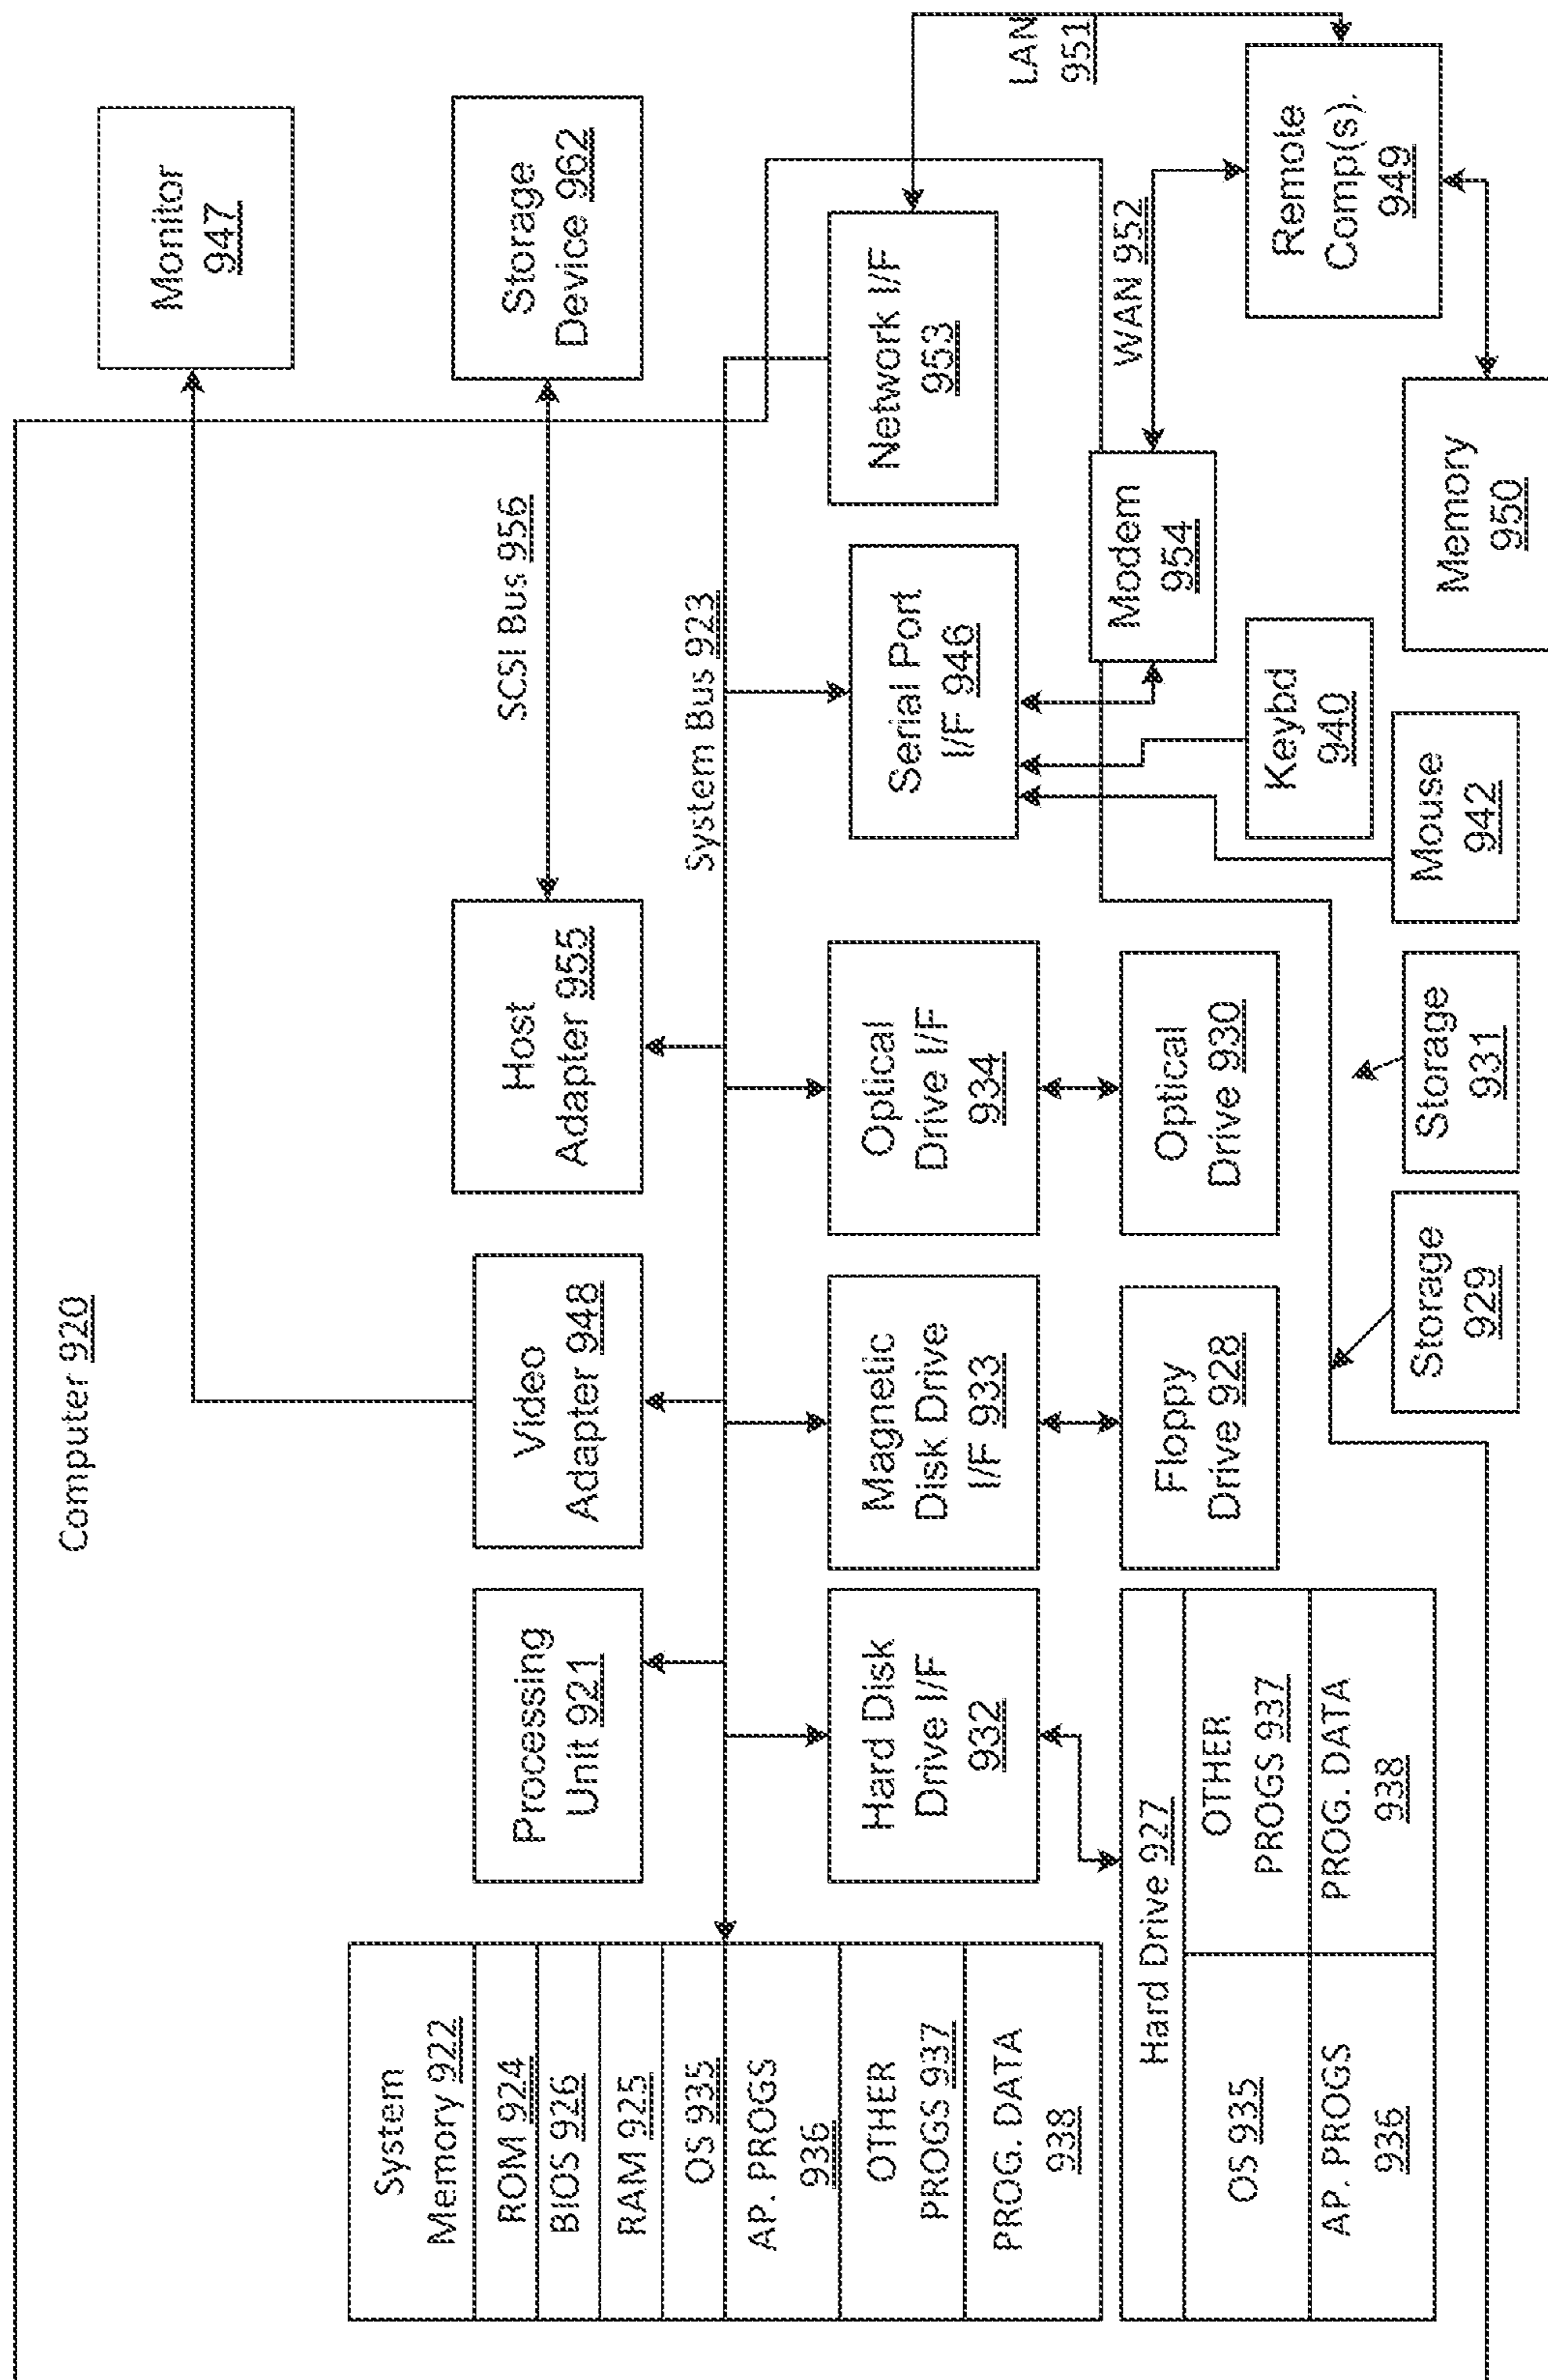 Computer 920
Monitor
947
System
Memory 922
ROM 924
BIOS 926
RAM 925
OS 935
AP. PROGS
936
OTHER
PROGS 937
PROG. DATA
938
Processing
Unit 921
Video
Adapter 948
Host
Adapter 955
SCSI Bus 956
Storage
Device 962
System Bus 923
Hard Disk
Drive I/F
932
Magnetic
Disk Drive
I/F 933
Optical
Drive I/F
934
Serial Port
I/F 946
Network I/F
953
LAN
951
Hard Drive 927
OS 935
OTHER
PROGS 937
AP. PROGS
936
PROG. DATA
938
Floppy
Drive 928
Optical
Drive 930
Modem
954
WAN 952
Keybd
940
Remote
Comp(s).
949
Storage
929
Storage
931
Mouse
942
Memory
950